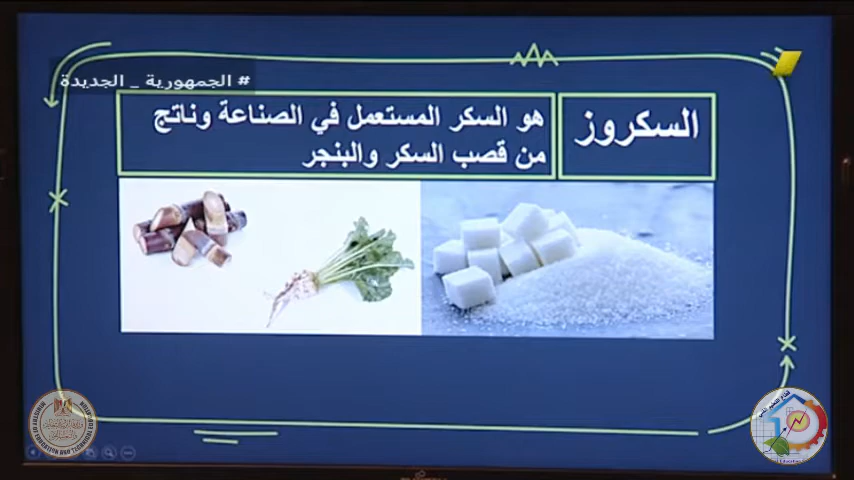 # الجمهورية _ الجديدة
السكروز
هو السكر المستعمل في الصناعة وناتج
من قصب السكر والبنجر